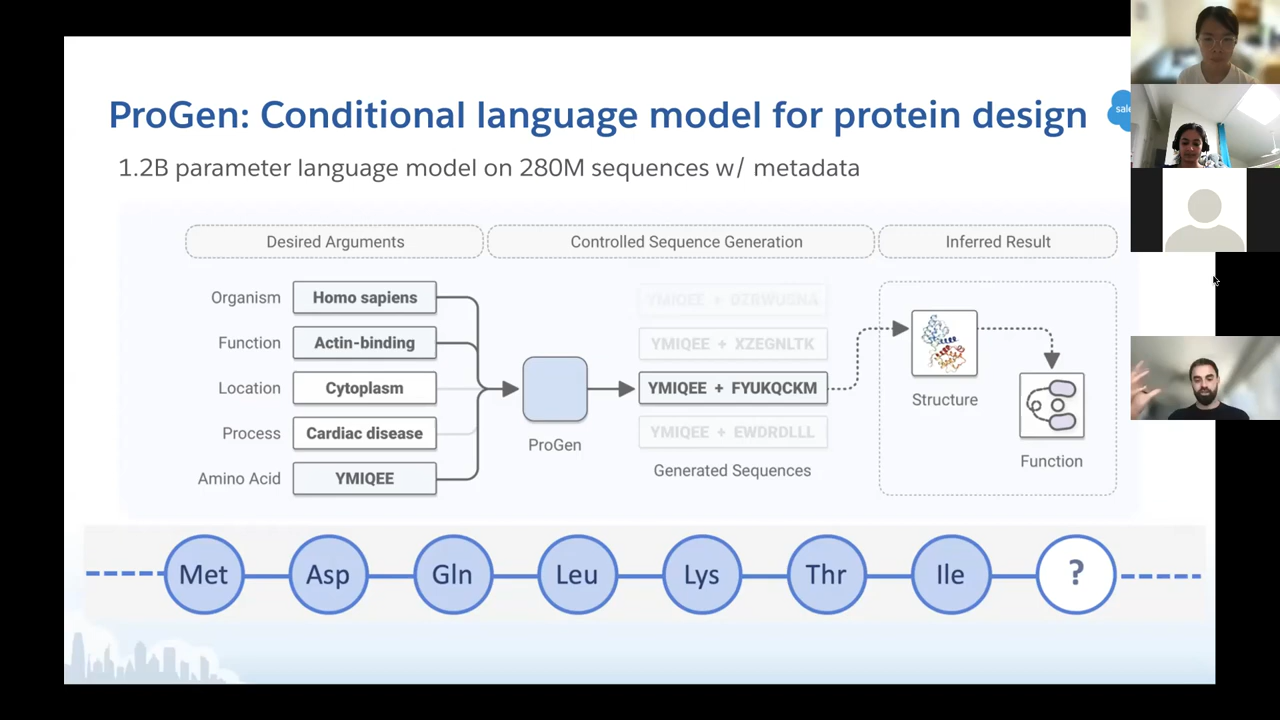 ProGen: Conditional language model for protein design
sale
1.2B parameter language model on 280M sequences w/ metadata
Desired Arguments
Controlled Sequence Generation
Inferred Result
Organism
Homo sapiens
Function
Actin-binding
Location
Cytoplasm
Process
Cardiac disease
Amino Acid
YMIQEE
ProGen
YMIQEE + XZEGNLTK
YMIQEE + FYUKQCKM
YMIQEE + EWDRDLLL
Generated Sequences
Structure
Function
Met
Asp
Gln
Leu
Lys
Thr
Ile
?